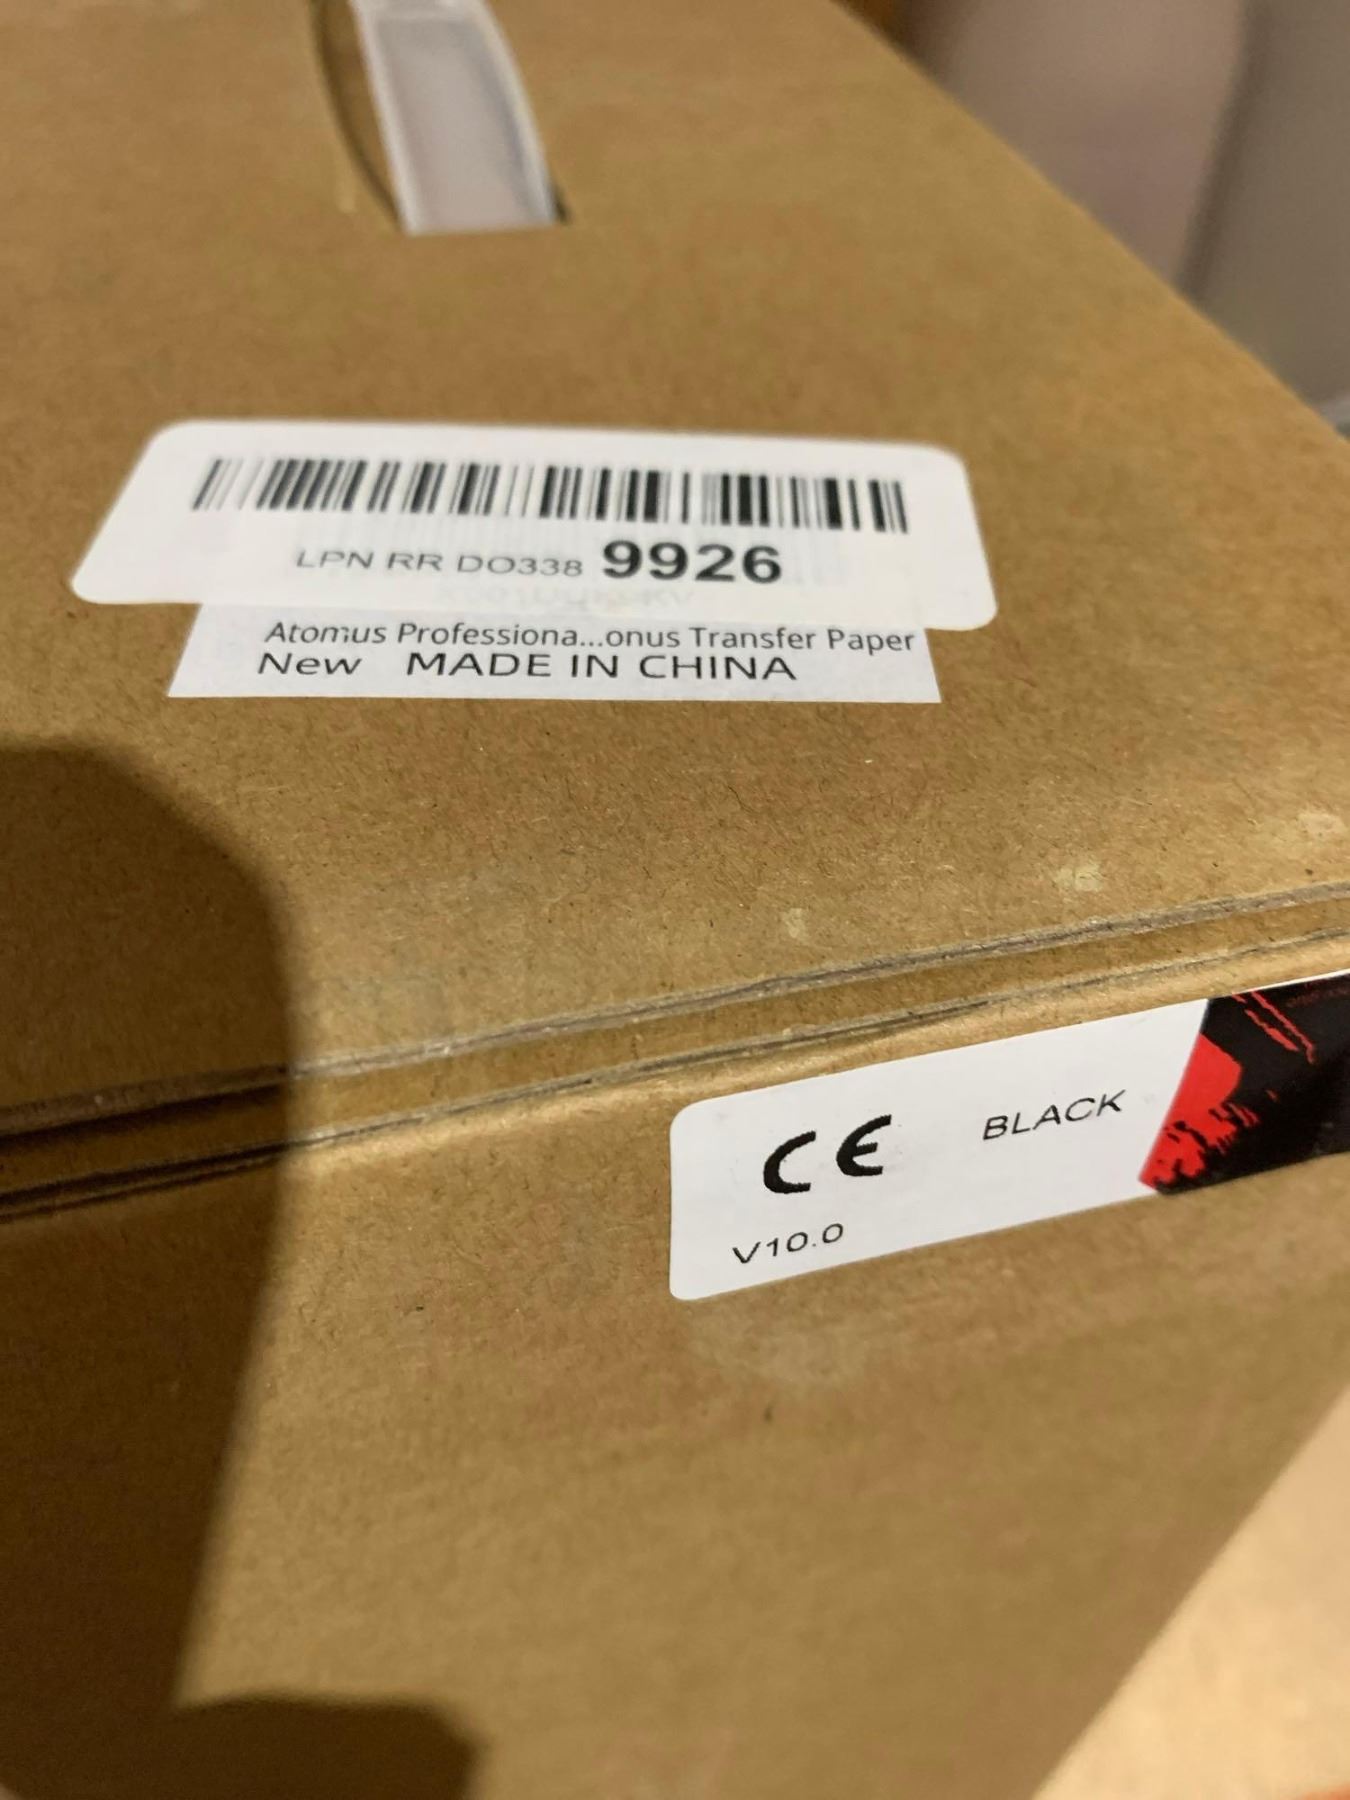 LPN RR DO338 9926
Atomus Professiona...onus Transfer Paper
New MADE IN CHINA
CE BLACK
V10.0